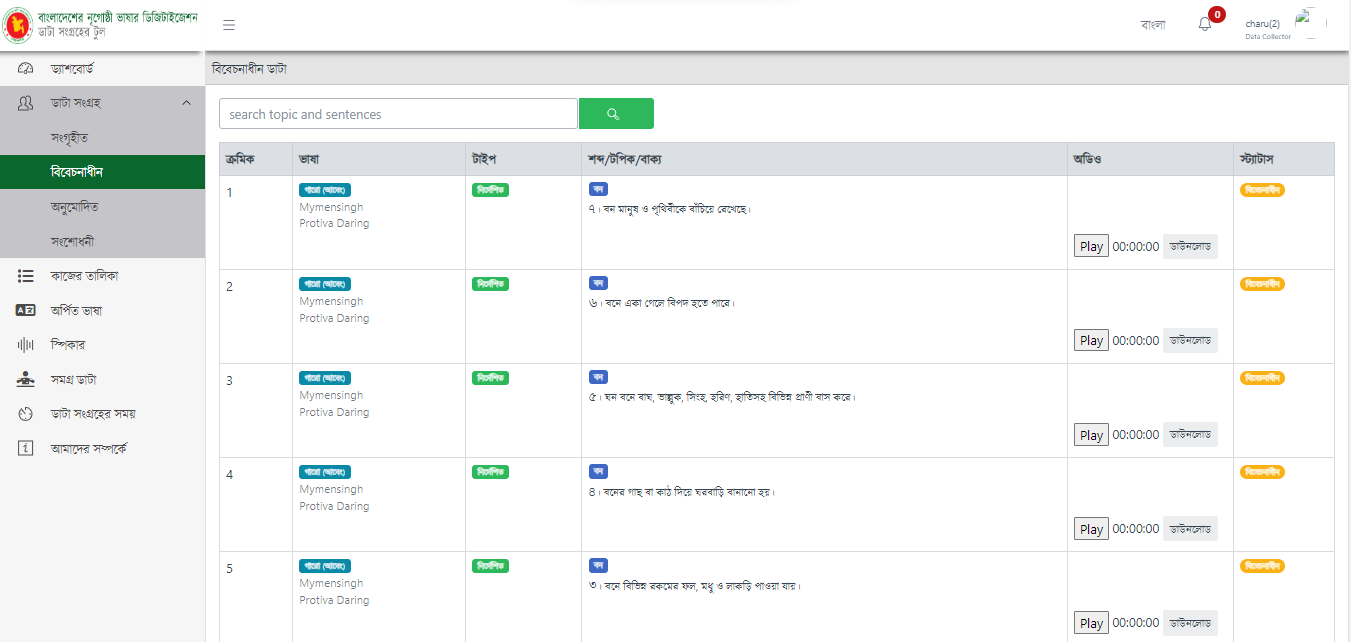 বাংলাদেশের নৃগোষ্ঠী ভাষার ডিজিটাইজেশন
ডাটা সংগ্রহের টুল
বাংলা
0
charu(2)
Data Collector
ড্যাশবোর্ড
ডাটা সংগ্রহ
সংগৃহীত
বিবেচনাধীন
অনুমোদিত
সংশোধনী
কাজের তালিকা
অর্পিত ভাষা
স্পিকার
সমগ্র ডাটা
ডাটা সংগ্রহের সময়
আমাদের সম্পর্কে
বিবেচনাধীন ডাটা
search topic and sentences
ক্রমিক ভাষা টাইপ শব্দ/টপিক/বাক্য অডিও স্ট্যাটাস
1 গারো (আবেং) নির্দেশিত বন বিবেচনাধীন
Mymensingh ৭। বন মানুষ ও পৃথিবীকে বাঁচিয়ে রেখেছে।
Protiva Daring
Play 00:00:00 ডাউনলোড
2 গারো (আবেং) নির্দেশিত বন বিবেচনাধীন
Mymensingh ৬। বনে একা গেলে বিপদ হতে পারে।
Protiva Daring
Play 00:00:00 ডাউনলোড
3 গারো (আবেং) নির্দেশিত বন বিবেচনাধীন
Mymensingh ৫। ঘন বনে বাঘ, ভাল্লুক, সিংহ, হরিণ, হাতিসহ বিভিন্ন প্রাণী বাস করে।
Protiva Daring
Play 00:00:00 ডাউনলোড
4 গারো (আবেং) নির্দেশিত বন বিবেচনাধীন
Mymensingh ৪। বনের গাছ বা কাঠ দিয়ে ঘরবাড়ি বানানো হয়।
Protiva Daring
Play 00:00:00 ডাউনলোড
5 গারো (আবেং) নির্দেশিত বন বিবেচনাধীন
Mymensingh ৩। বনে বিভিন্ন রকমের ফল, মধু ও লাকড়ি পাওয়া যায়।
Protiva Daring
Play 00:00:00 ডাউনলোড